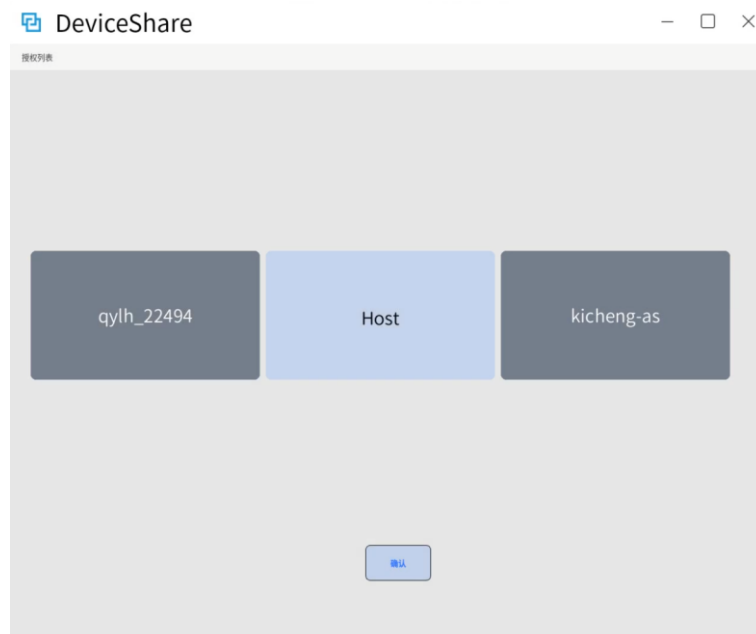 DeviceShare
授权列表
qylh_22494
Host
kicheng-as
确认